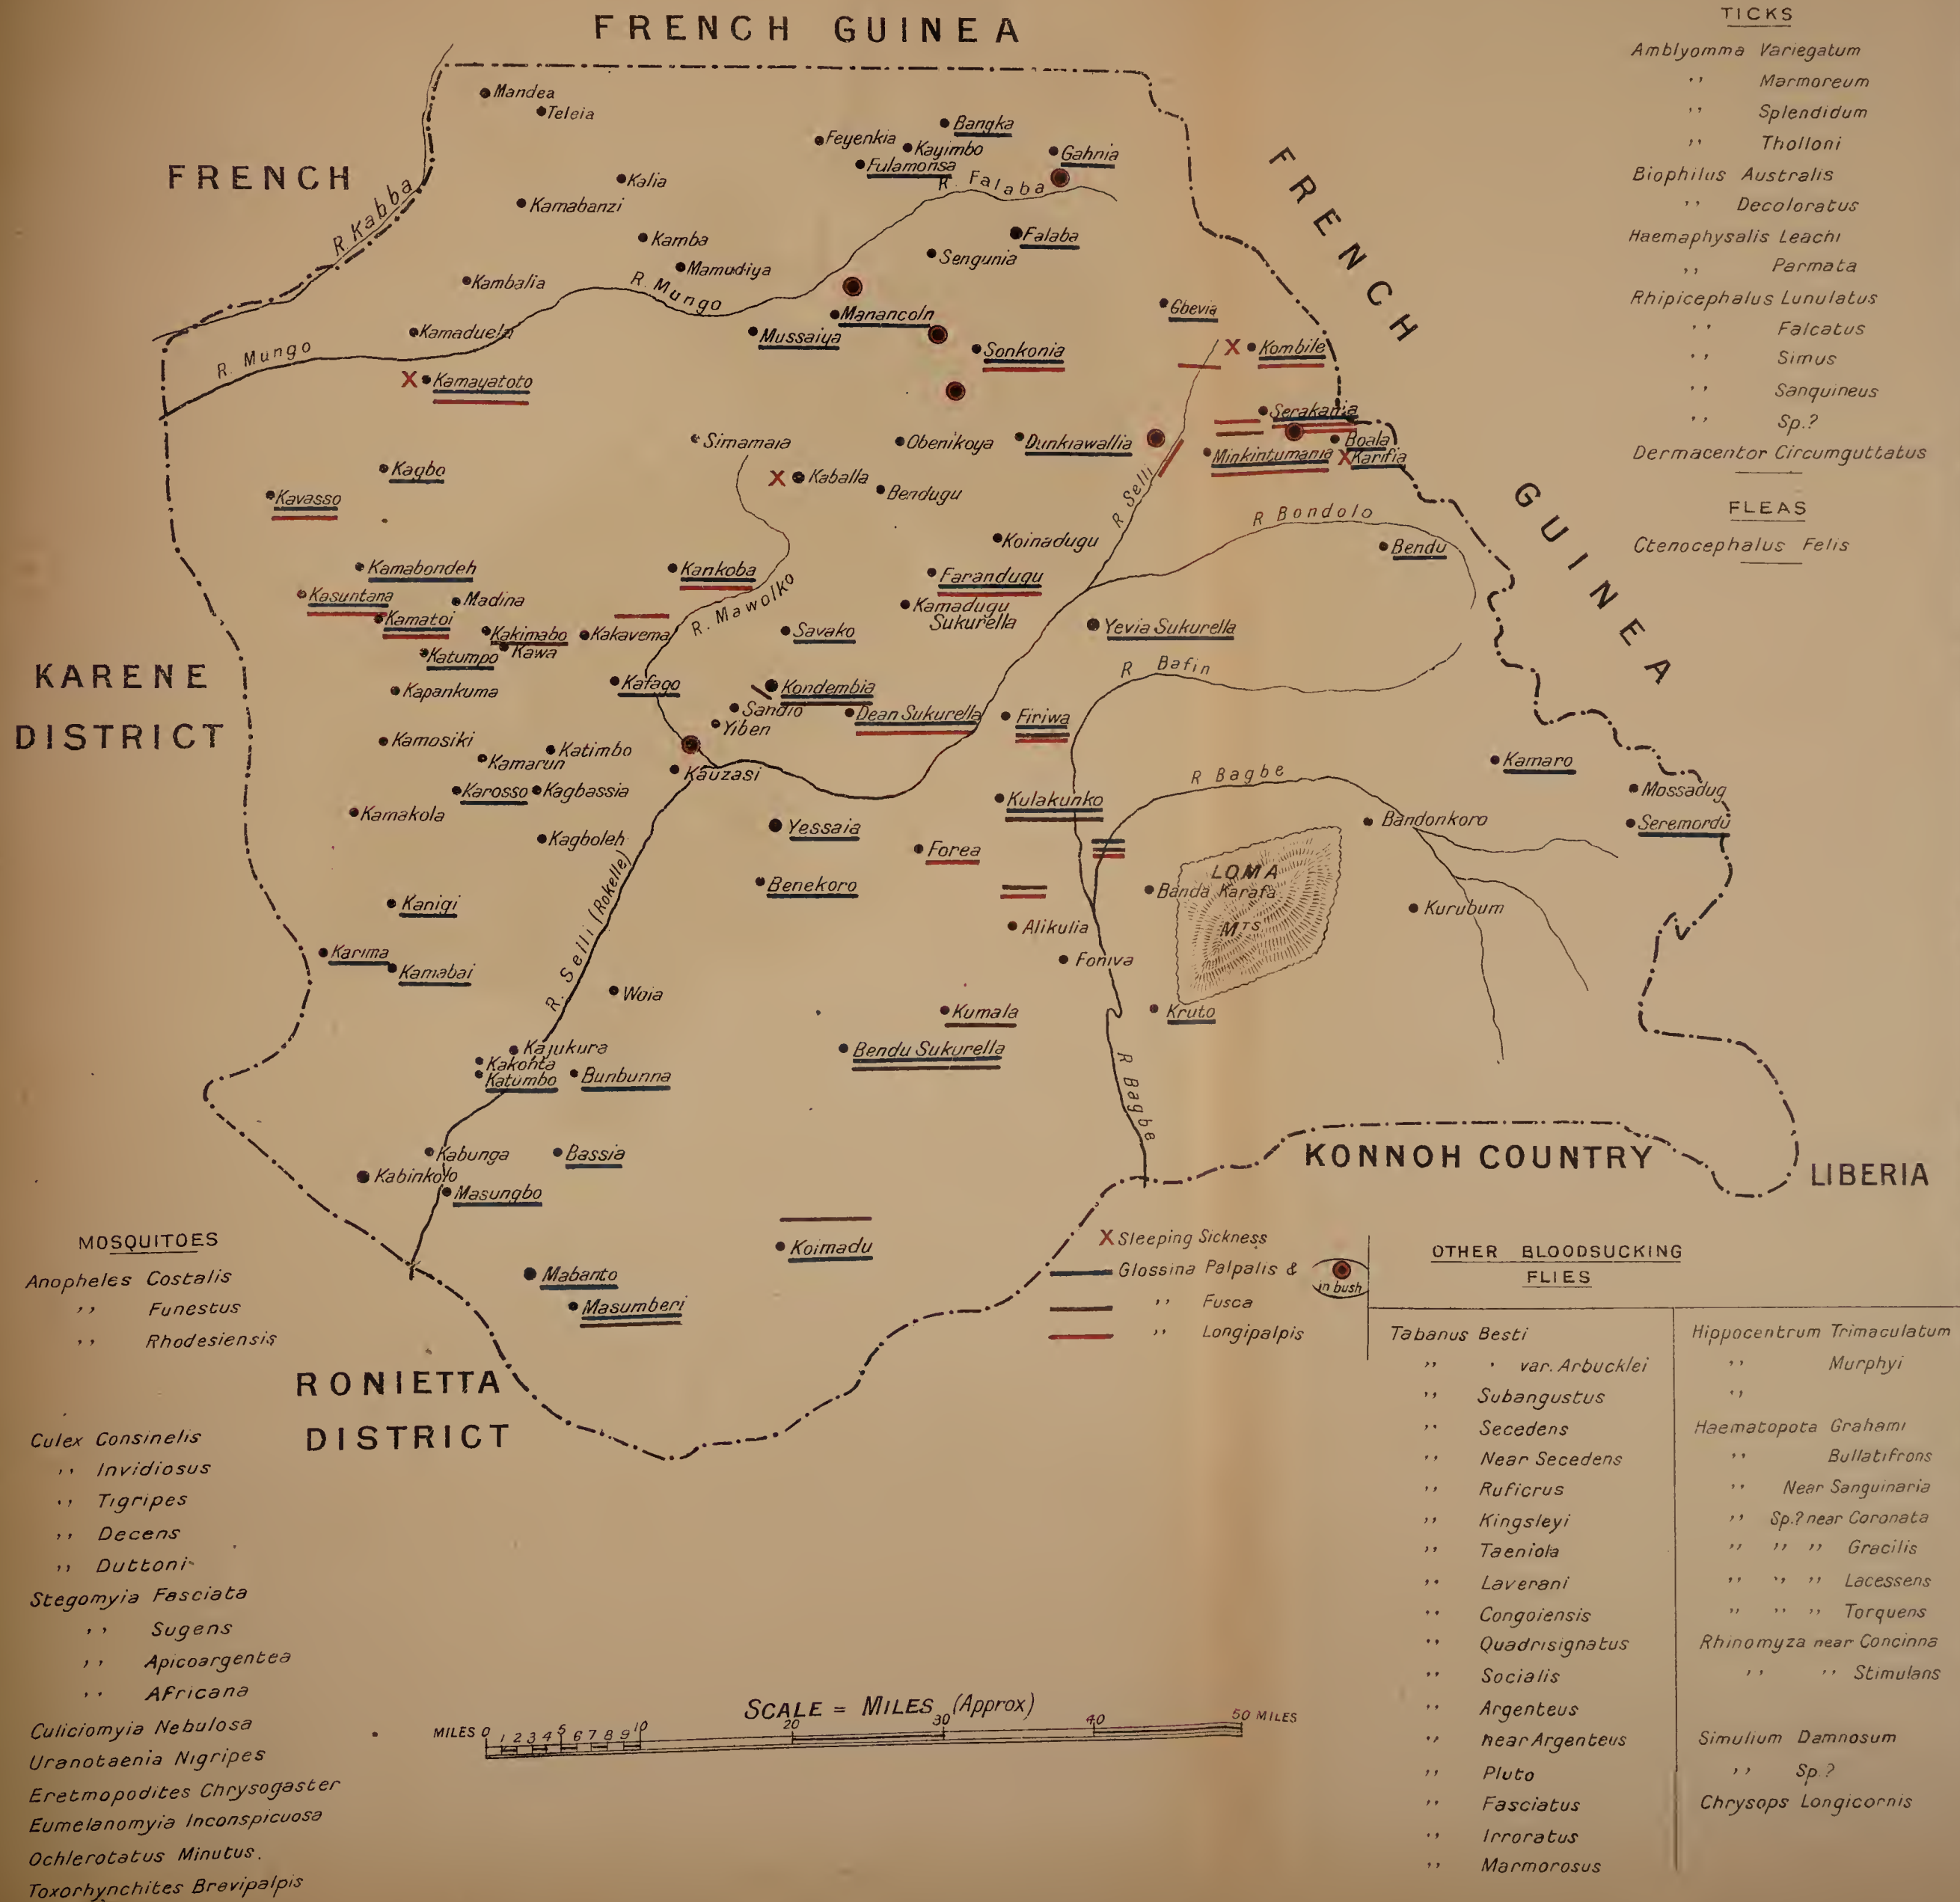 FRENCH GUINEA
TICKS
Amblyomma Variegatum
,, Marmoreum
,, Splendidum
,, Tholloni
Biophilus Australis
,, Decoloratus
Haemaphysalis Leachi
,, Parmata
Rhipicephalus Lunulatus
,, Falcatus
,, Simus
,, Sanguineus
,, Sp.?
Dermacentor Circumguttatus
FLEAS
Ctenocephalus Felis
FRENCH
FRENCH
GUINEA
R Kabba
Mandea
Teleia
Bangka
Feyenkia
Kayimbo
Fulamonsa
Gahnia
R. Falaba
Kalia
Kamabanzi
Kamba
Falaba
Sengunia
Mamudiya
Kambalia
R. Mungo
Gbevia
Manancoln
Kamaduela
Mussaiya
R. Mungo
Sonkonia
X Kombile
X Kamayatoto
Serakania
Simamaia
Obenikoya
Dunkiawallia
Boala
Minkintumania
X Karifia
Kagbo
X Kaballa
Bendugu
R Selli
Kavasso
R Bondolo
Koinadugu
Bendu
Kamabondeh
Kankoba
Farandugu
Kasuntana
Madina
R. Mawolko
Kamadugu
Sukurella
Kamatoi
Kakimabo
Kakavema
Savako
Yevia Sukurella
Katumpo
Kawa
R Bafin
KARENE
DISTRICT
Kapankuma
Kafago
Kondembia
Sandio
Dean Sukurella
Firiwa
Yiben
Kamosiki
Katimbo
Kamarun
Kauzasi
Kamaro
R Bagbe
Mossadug
Karosso
Kagbassia
Kulakunko
Kamakola
Bandonkoro
Seremordu
Yessaia
Kagboleh
Forea
LOMA
MTS
Banda Karafa
Benekoro
Kanigi
Kurubum
R. Selli (Rokelle)
Alikulia
Karima
Foniva
Kamabai
Woia
Kumala
Kruto
Kajukura
Bendu Sukurella
Kakonta
Katumbo
Bunbunna
R Bagbe
Kabunga
Bassia
Kabinkolo
Masungbo
KONNOH COUNTRY
LIBERIA
Koimadu
Mabanto
Masumberi
RONIETTA
DISTRICT
X Sleeping Sickness
Glossina Palpalis &
in bush
,, Fusca
,, Longipalpis
MOSQUITOES
Anopheles Costalis
,, Funestus
,, Rhodesiensis
Culex Consinelis
,, Invidiosus
,, Tigripes
,, Decens
,, Duttoni
Stegomyia Fasciata
,, Sugens
,, Apicoargentea
,, Africana
Culiciomyia Nebulosa
Uranotaenia Nigripes
Eretmopodites Chrysogaster
Eumelanomyia Inconspicuosa
Ochlerotatus Minutus.
Toxorhynchites Brevipalpis
SCALE = MILES (Approx)
MILES 0 1 2 3 4 5 6 7 8 9 10 20 30 40 50 MILES
OTHER BLOODSUCKING
FLIES
Tabanus Besti
,, ' var. Arbucklei
,, Subangustus
,, Secedens
,, Near Secedens
,, Ruficrus
,, Kingsleyi
,, Taeniola
,, Laverani
,, Congoiensis
,, Quadrisignatus
,, Socialis
,, Argenteus
,, near Argenteus
,, Pluto
,, Fasciatus
,, Irroratus
,, Marmorosus
Hippocentrum Trimaculatum
,, Murphyi
,,
Haematopota Grahami
,, Bullatifrons
,, Near Sanguinaria
,, Sp.? near Coronata
,, ,, ,, Gracilis
,, ,, ,, Lacessens
,, ,, ,, Torquens
Rhinomyza near Concinna
,, ,, Stimulans
Simulium Damnosum
,, Sp.?
Chrysops Longicornis